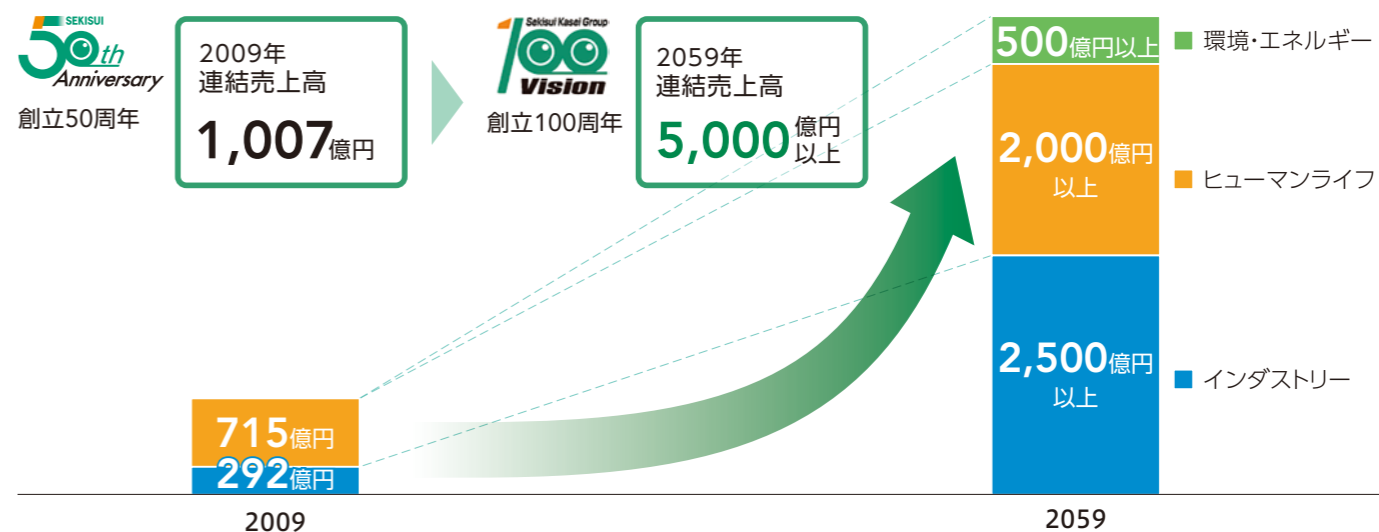 SEKISUI
50th
Anniversary
創立50周年
2009年
連結売上高
1,007億円
Sekisui Kasei Group
100
Vision
創立100周年
2059年
連結売上高
5,000億円
以上
500億円以上
環境・エネルギー
2,000億円
以上
ヒューマンライフ
2,500億円
以上
インダストリー
715億円
292億円
2009
2059